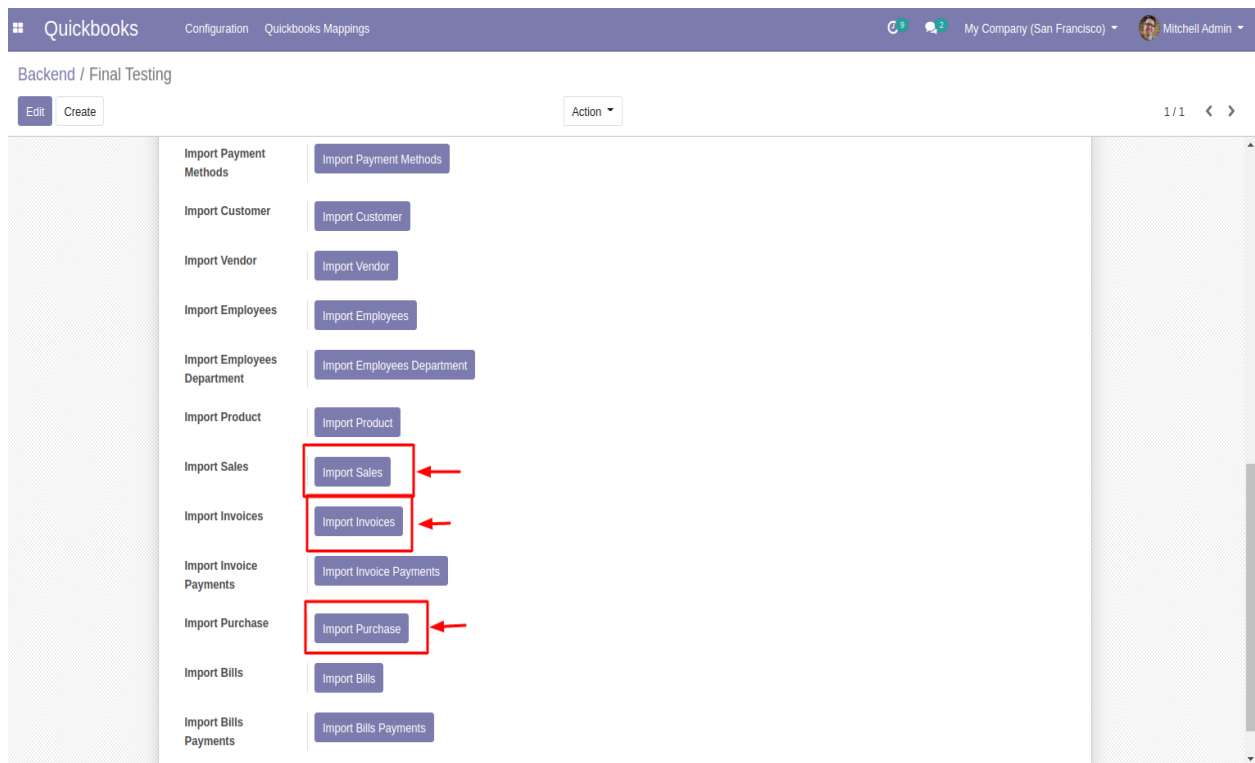 Quickbooks Configuration Quickbooks Mappings 9 2 My Company (San Francisco) Mitchell Admin
Backend / Final Testing
Edit Create Action 1 / 1
Import Payment
Methods
Import Payment Methods
Import Customer Import Customer
Import Vendor Import Vendor
Import Employees Import Employees
Import Employees
Department
Import Employees Department
Import Product Import Product
Import Sales Import Sales
Import Invoices Import Invoices
Import Invoice
Payments
Import Invoice Payments
Import Purchase Import Purchase
Import Bills Import Bills
Import Bills
Payments
Import Bills Payments